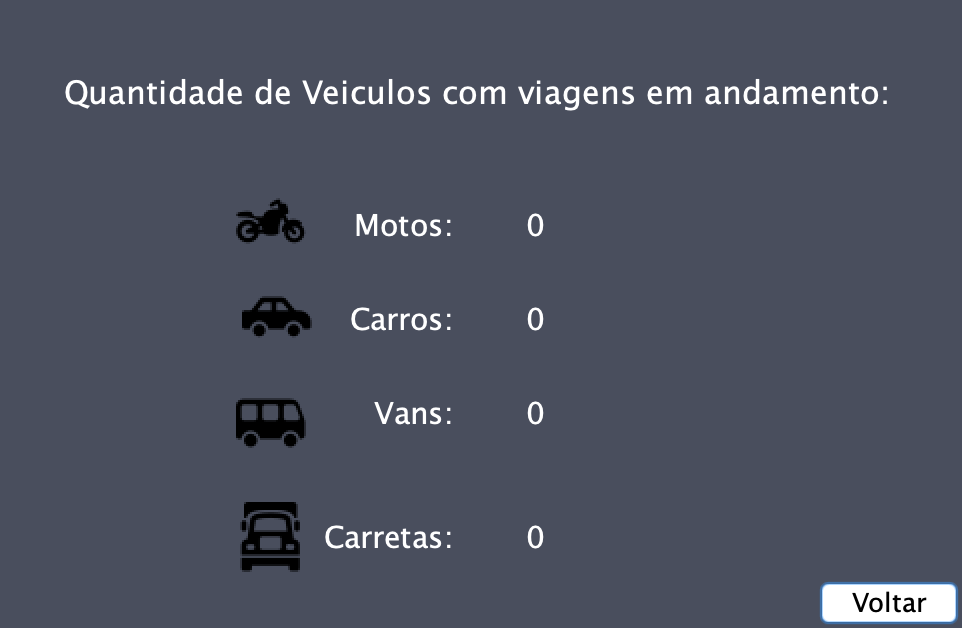 Quantidade de Veiculos com viagens em andamento:
Motos: 0
Carros: 0
Vans: 0
Carretas: 0
Voltar